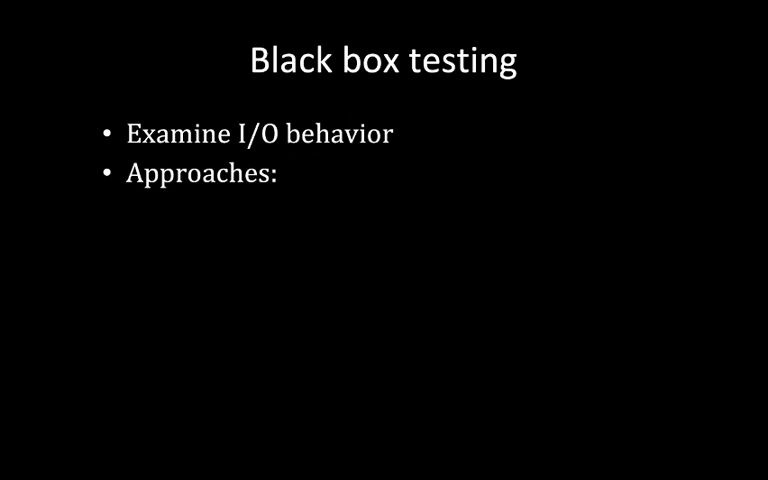 Black box testing
• Examine I/O behavior
• Approaches: